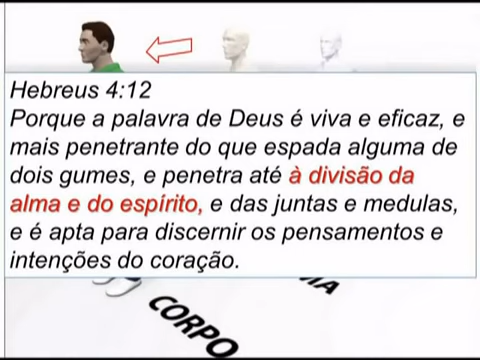 Hebreus 4:12
Porque a palavra de Deus é viva e eficaz, e
mais penetrante do que espada alguma de
dois gumes, e penetra até à divisão da
alma e do espírito, e das juntas e medulas,
e é apta para discernir os pensamentos e
intenções do coração.
CORPO